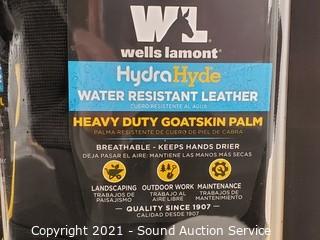 WL
wells lamont
HydraHyde
WATER RESISTANT LEATHER
CUERO RESISTENTE AL AGUA
HEAVY DUTY GOATSKIN PALM
PALMA RESISTENTE DE CUERO DE PIEL DE CABRA
BREATHABLE - KEEPS HANDS DRIER
DEJA PASAR EL AIRE: MANTIENE LAS MANOS MÁS SECAS
LANDSCAPING OUTDOOR WORK MAINTENANCE
TRABAJOS DE TRABAJO AL TRABAJOS DE
PAISAJISMO AIRE LIBRE MANTENIMIENTO
QUALITY SINCE 1907
CALIDAD DESDE 1907
Copyright 2021 - Sound Auction Service